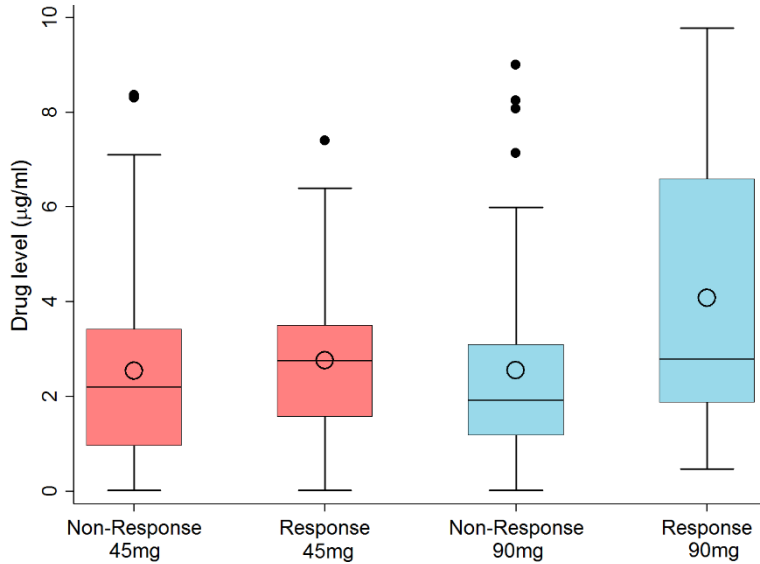 10
8
6
4
2
0
Drug level (μg/ml)
Non-Response
45mg
Response
45mg
Non-Response
90mg
Response
90mg